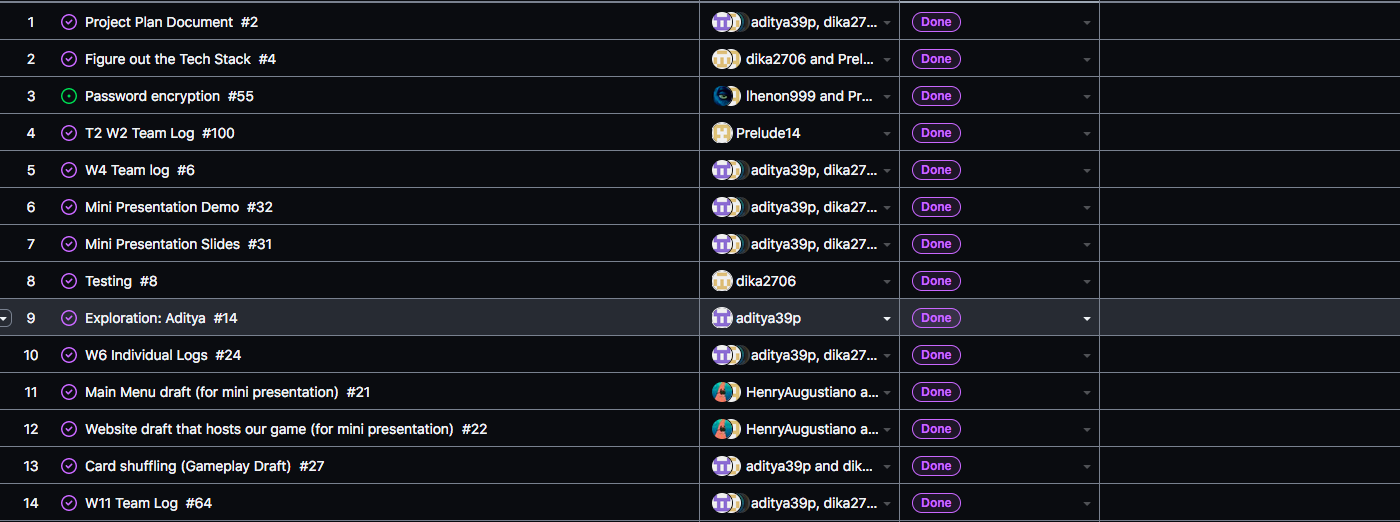 1 Project Plan Document #2 aditya39p, dika27... Done
2 Figure out the Tech Stack #4 dika2706 and Prel... Done
3 Password encryption #55 lhenon999 and Pr... Done
4 T2 W2 Team Log #100 Prelude14 Done
5 W4 Team log #6 aditya39p, dika27... Done
6 Mini Presentation Demo #32 aditya39p, dika27... Done
7 Mini Presentation Slides #31 aditya39p, dika27... Done
8 Testing #8 dika2706 Done
9 Exploration: Aditya #14 aditya39p Done
10 W6 Individual Logs #24 aditya39p, dika27... Done
11 Main Menu draft (for mini presentation) #21 HenryAugustiano a... Done
12 Website draft that hosts our game (for mini presentation) #22 HenryAugustiano a... Done
13 Card shuffling (Gameplay Draft) #27 aditya39p and dik... Done
14 W11 Team Log #64 aditya39p, dika27... Done